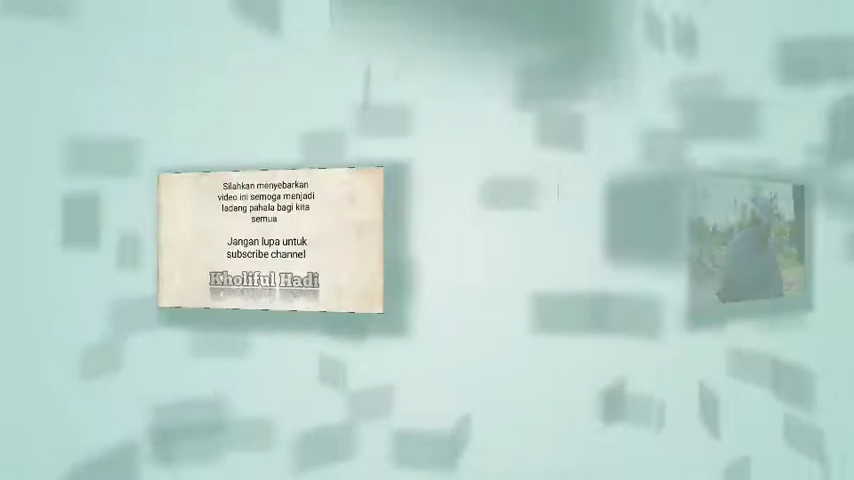 Silahkan menyebarkan
video ini semoga menjadi
ladang pahala bagi kita
semua
Jangan lupa untuk
subscribe channel
Kholiful Hadi